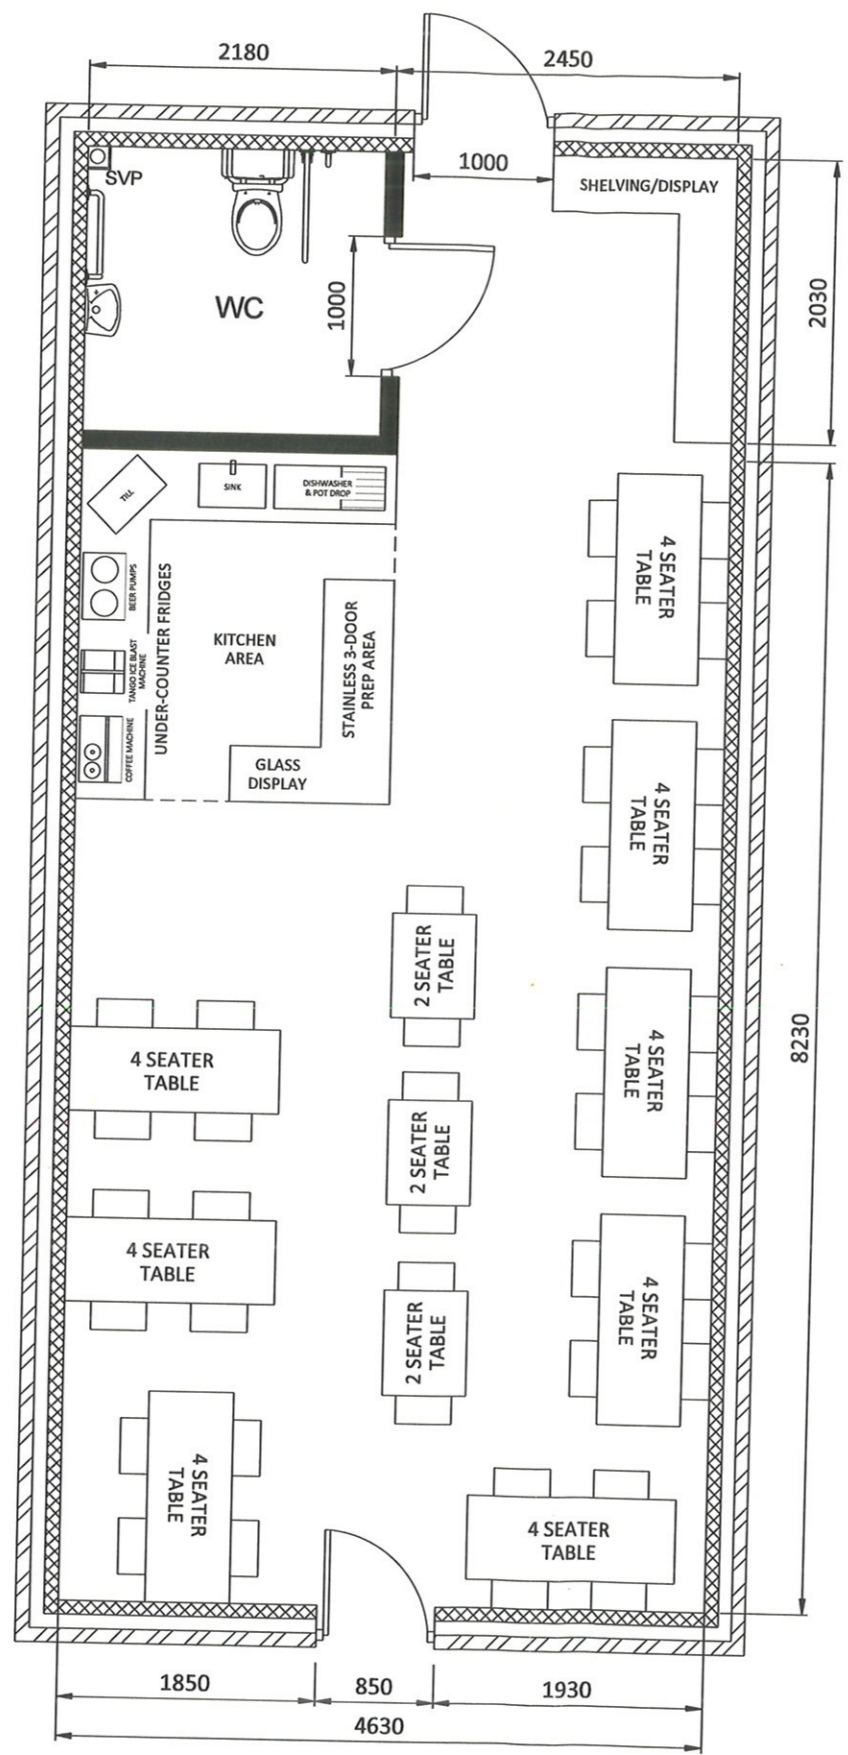 2180
2450
1000
SHELVING/DISPLAY
SVP
WC
1000
2030
TILL
SINK
DISHWASHER
& POT DROP
BEER PUMPS
TANGO ICE BLAST
MACHINE
COFFEE MACHINE
UNDER-COUNTER FRIDGES
KITCHEN
AREA
STAINLESS 3-DOOR
PREP AREA
GLASS
DISPLAY
4 SEATER
TABLE
4 SEATER
TABLE
2 SEATER
TABLE
4 SEATER
TABLE
8230
4 SEATER
TABLE
2 SEATER
TABLE
4 SEATER
TABLE
4 SEATER
TABLE
2 SEATER
TABLE
4 SEATER
TABLE
4 SEATER
TABLE
1850
850
1930
4630